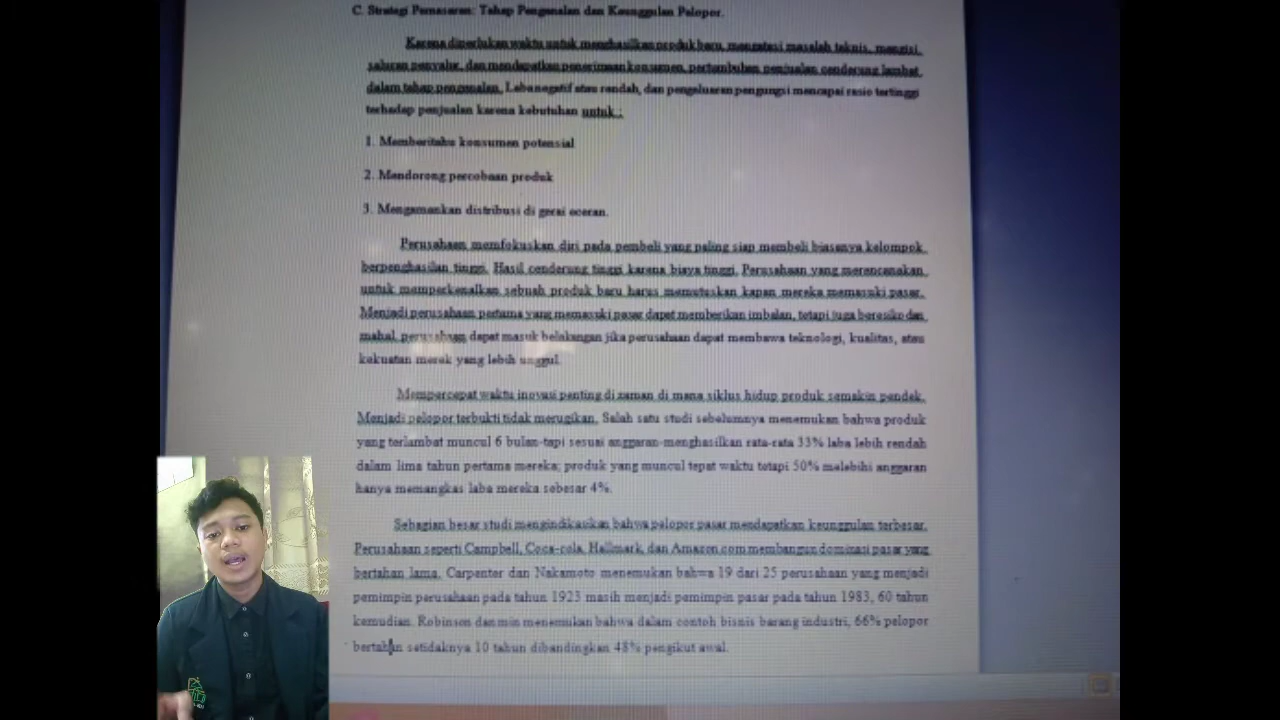 C. Strategi Pemasaran: Tahap Pengenalan dan Keunggulan Pelopor.
Karena diperlukan waktu untuk menghasilkan produk baru, mengatasi masalah teknis, mengisi
saluran penyalur, dan mendapatkan penerimaan konsumen, pertumbuhan penjualan cenderung lambat
dalam tahap pengenalan. Laba negatif atau rendah, dan pengeluaran pengungsi mencapai rasio tertinggi
terhadap penjualan karena kebutuhan untuk :
1. Memberitahu konsumen potensial
2. Mendorong percobaan produk
3. Mengamankan distribusi di gerai eceran.
Perusahaan memfokuskan diri pada pembeli yang paling siap membeli biasanya kelompok
berpenghasilan tinggi. Hasil cenderung tinggi karena biaya tinggi. Perusahaan yang merencanakan
untuk memperkenalkan sebuah produk baru harus memutuskan kapan mereka memasuki pasar.
Menjadi perusahaan pertama yang memasuki pasar dapat memberikan imbalan, tetapi juga beresiko dan
mahal, perusahaan dapat masuk belakangan jika perusahaan dapat membawa teknologi, kualitas, atau
kekuatan merek yang lebih unggul.
Mempercepat waktu inovasi penting di zaman di mana siklus hidup produk semakin pendek.
Menjadi pelopor terbukti tidak merugikan. Salah satu studi sebelumnya menemukan bahwa produk
yang terlambat muncul 6 bulan-tapi sesuai anggaran-menghasilkan rata-rata 33% laba lebih rendah
dalam lima tahun pertama mereka; produk yang muncul tepat waktu tetapi 50% melebihi anggaran
hanya memangkas laba mereka sebesar 4%.
Sebagian besar studi mengindikasikan bahwa pelopor pasar mendapatkan keunggulan terbesar.
Perusahaan seperti Campbell, Coca-cola, Hallmark, dan Amazon.com membangun dominasi pasar yang
bertahan lama. Carpenter dan Nakamoto menemukan bahwa 19 dari 25 perusahaan yang menjadi
pemimpin perusahaan pada tahun 1923 masih menjadi pemimpin pasar pada tahun 1983, 60 tahun
kemudian. Robinson dan min menemukan bahwa dalam contoh bisnis barang industri, 66% pelopor
bertahan setidaknya 10 tahun dibandingkan 48% pengikut awal.